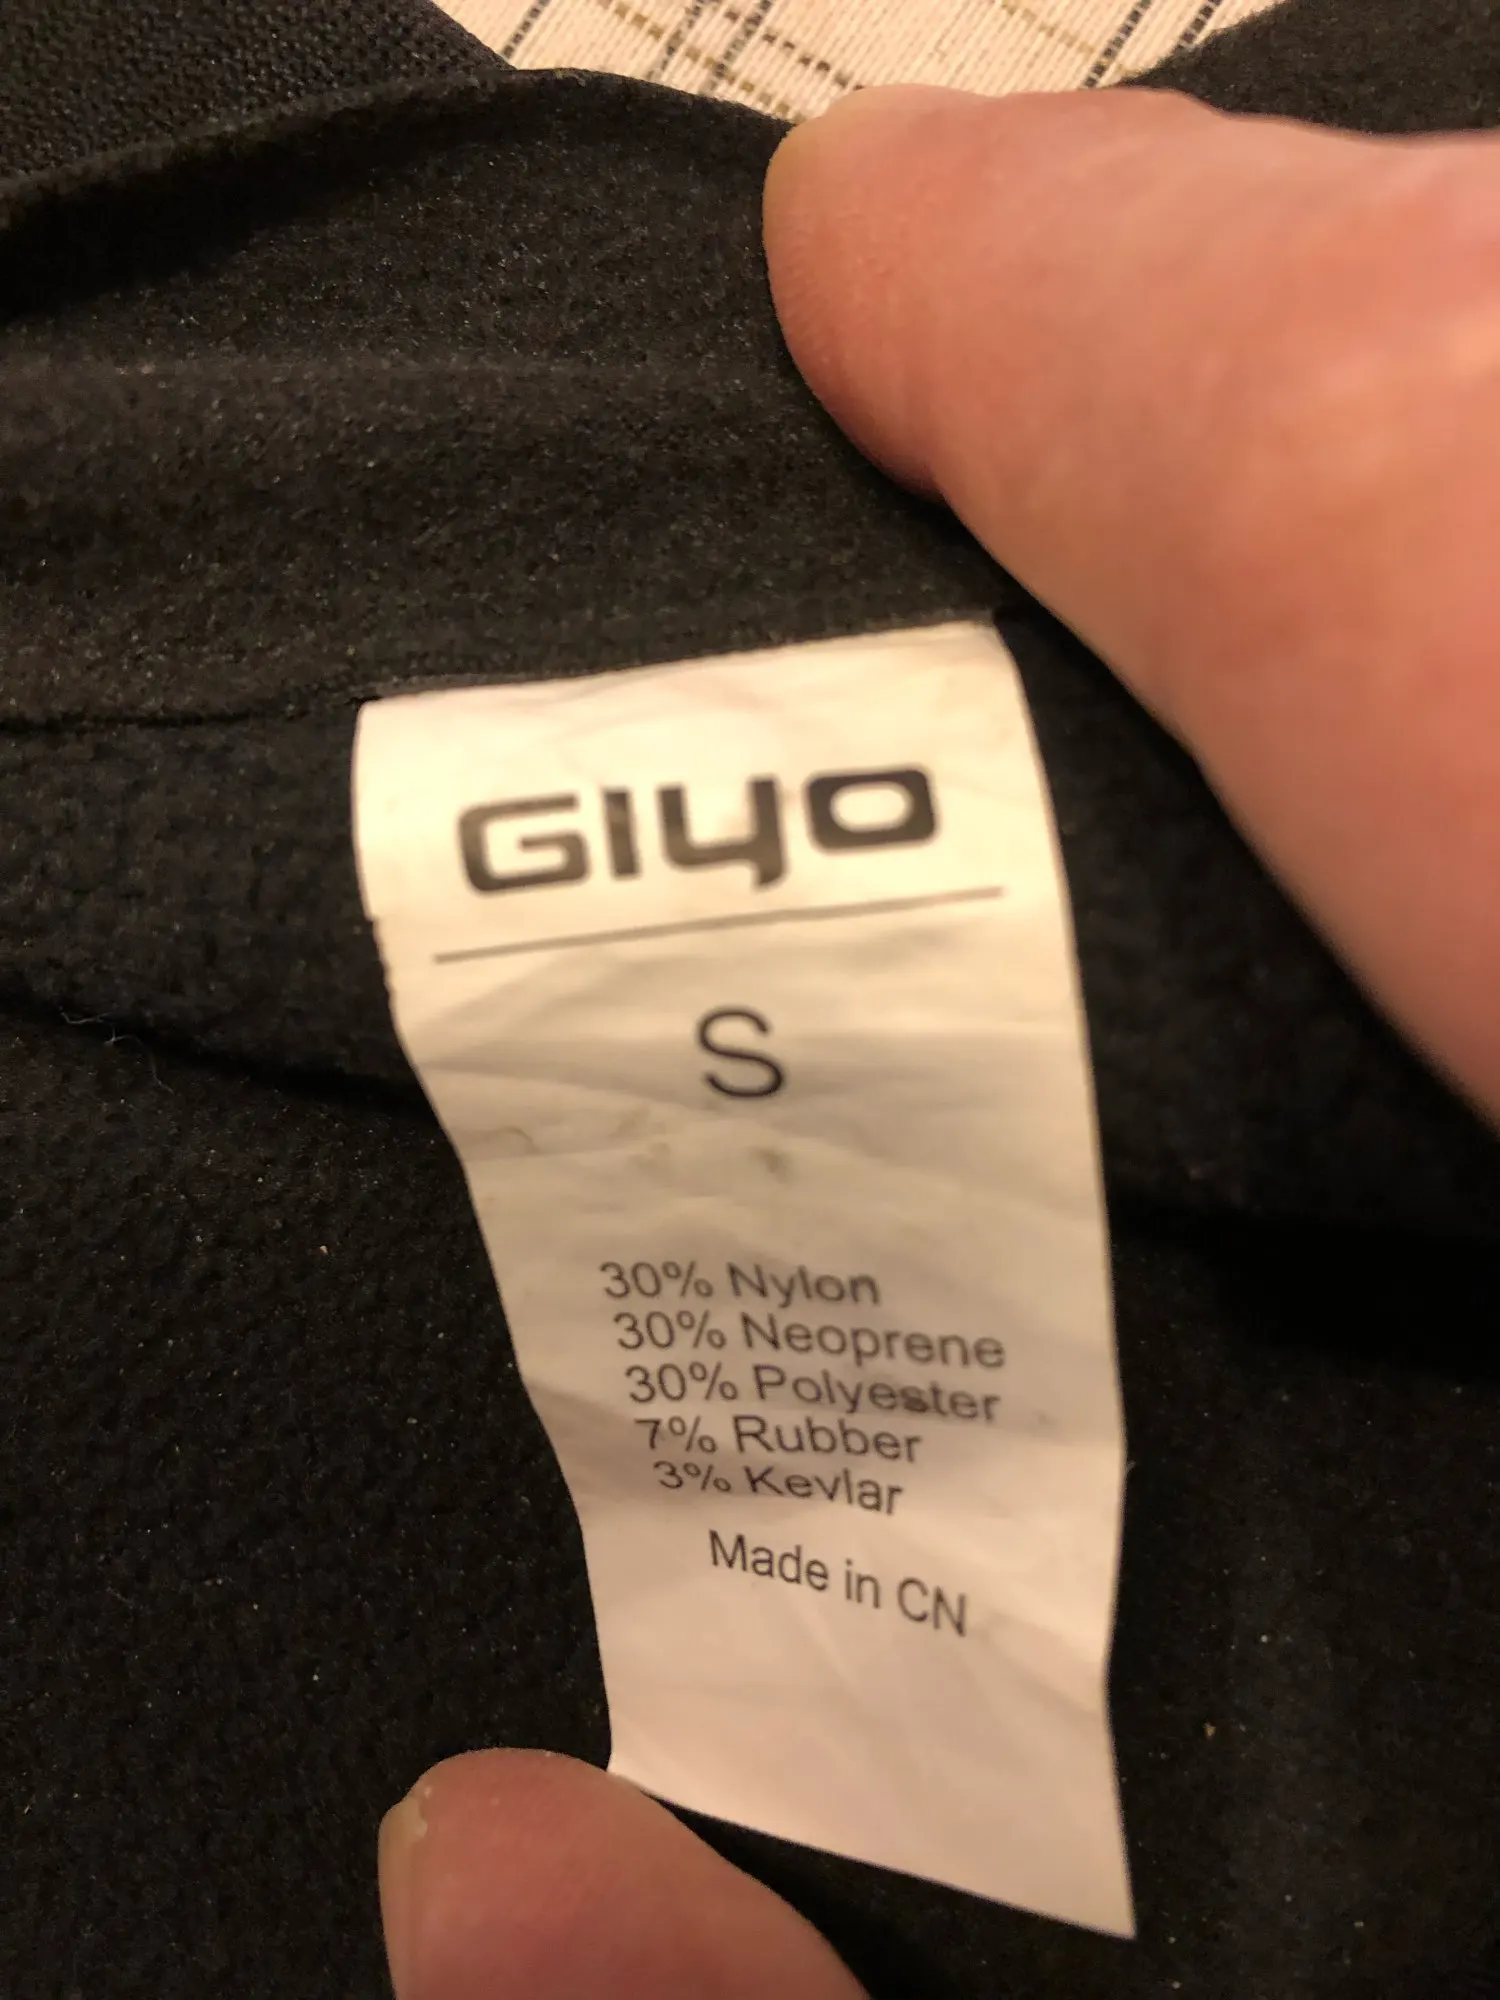 GIYO
S
30% Nylon
30% Neoprene
30% Polyester
7% Rubber
3% Kevlar
Made in CN